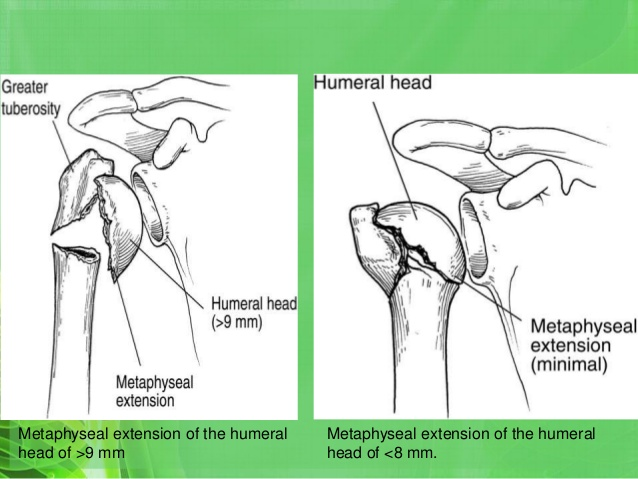 Greater
tuberosity
Humeral head
(>9 mm)
Metaphyseal
extension
Humeral head
Metaphyseal
extension
(minimal)
Metaphyseal extension of the humeral
head of >9 mm
Metaphyseal extension of the humeral
head of <8 mm.